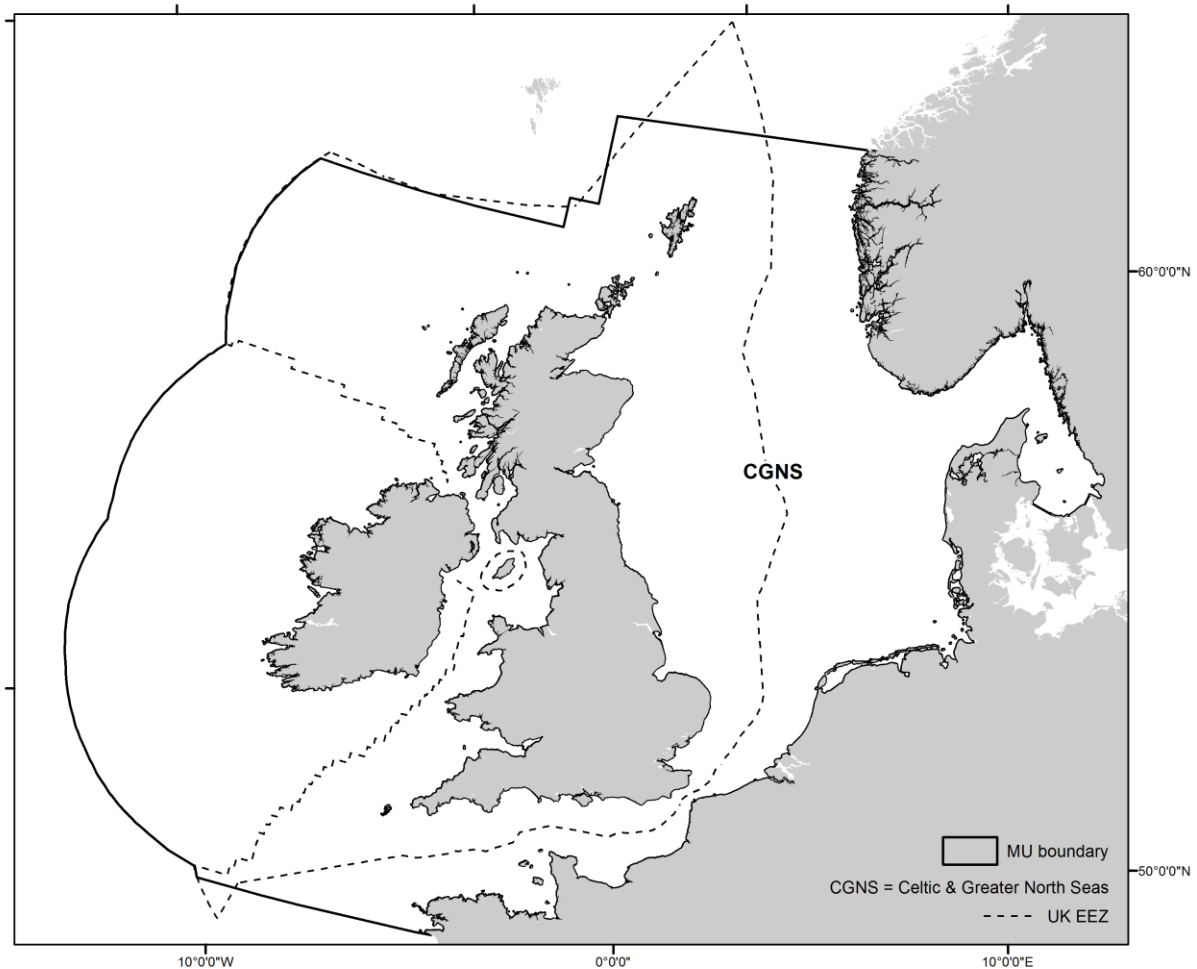 60°0'0"N
CGNS
MU boundary
CGNS = Celtic & Greater North Seas
50°0'0"N
UK EEZ
10°0'0"W
0°0'0"
10°0'0"E